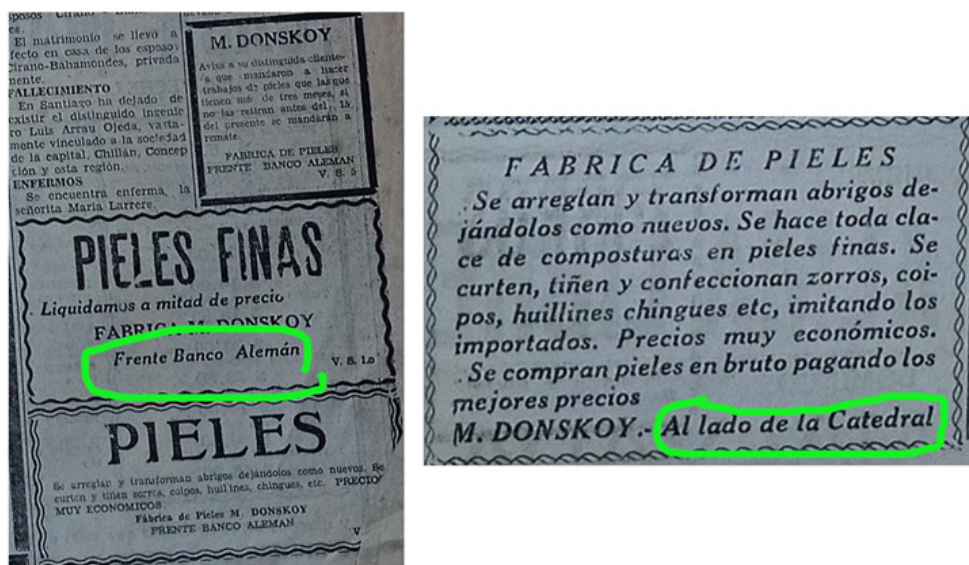 El matrimonio se llevó a
fecto en casa de los esposos
Cirano-Bahamondes, privada
mente.
FALLECIMIENTO
En Santiago ha dejado de
existir el distinguido ingenie
ro Luis Arrau Ojeda, vasta-
mente vinculado a la sociedad
de la capital, Chillán, Concep
ción y esta región.
ENFERMOS
Se encuentra enferma, la
señorita María Larrere.
M. DONSKOY
Avisa a su distinguida cliente-
a que mandaron a hacer
trabajos de pieles que las que
tienen más de tres meses, si
no las retiran antes del 15
del presente se mandarán a
remate.
FABRICA DE PIELES
FRENTE BANCO ALEMAN
V. 8. 5
PIELES FINAS
Liquidamos a mitad de precio
FABRICA M. DONSKOY
Frente Banco Alemán
V. 8. 1o
PIELES
Se arreglan y transforman abrigos dejándolos como nuevos. Se
curten y tiñen zorros, coipos, huillines, chingues, etc. PRECIO
MUY ECONOMICOS.
Fábrica de Pieles M. DONSKOY
FRENTE BANCO ALEMAN
V
FABRICA DE PIELES
Se arreglan y transforman abrigos de-
jándolos como nuevos. Se hace toda cla-
ce de composturas en pieles finas. Se
curten, tiñen y confeccionan zorros, coi-
pos, huillines chingues etc, imitando los
importados. Precios muy económicos.
Se compran pieles en bruto pagando los
mejores precios
M. DONSKOY.- Al lado de la Catedral